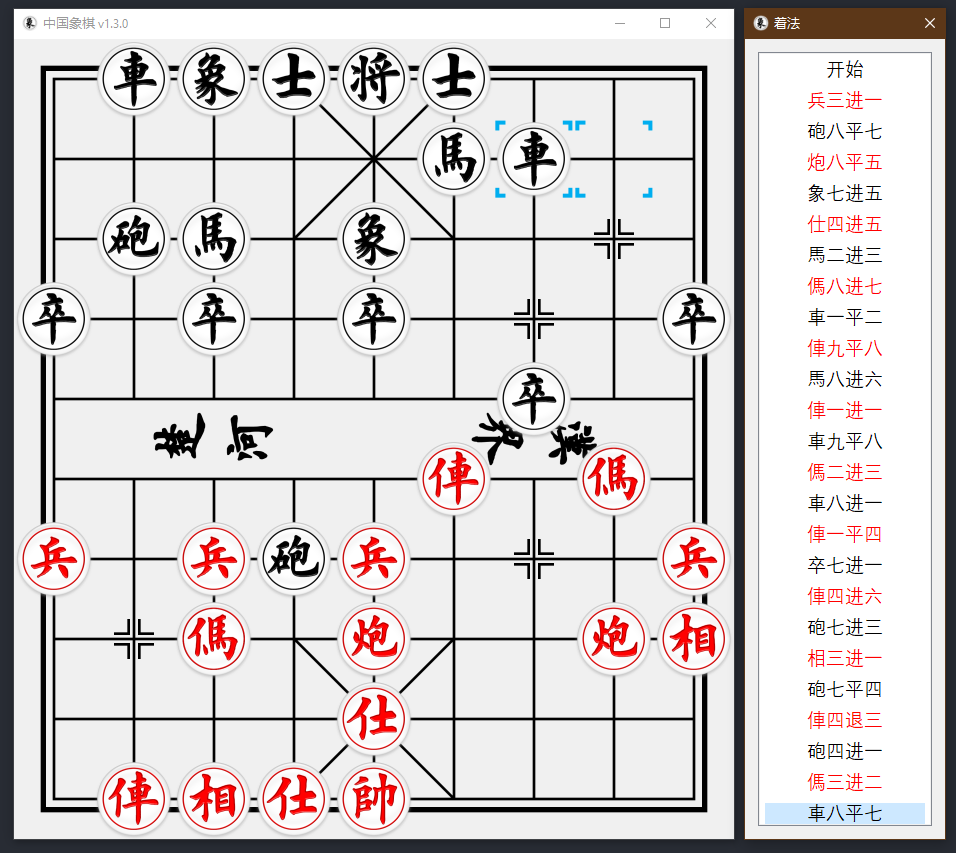 中国象棋 v1.3.0
車 象 士 将 士
馬 車
砲 馬 象
卒 卒 卒 卒
卒
楚河 漢界
俥 傌
兵 兵 砲 兵 兵
傌 炮 炮 相
仕
俥 相 仕 帥
着法
开始
兵三进一
砲八平七
炮八平五
象七进五
仕四进五
馬二进三
傌八进七
車一平二
俥九平八
馬八进六
俥一进一
車九平八
傌二进三
車八进一
俥一平四
卒七进一
俥四进六
砲七进三
相三进一
砲七平四
俥四退三
砲四进一
傌三进二
車八平七